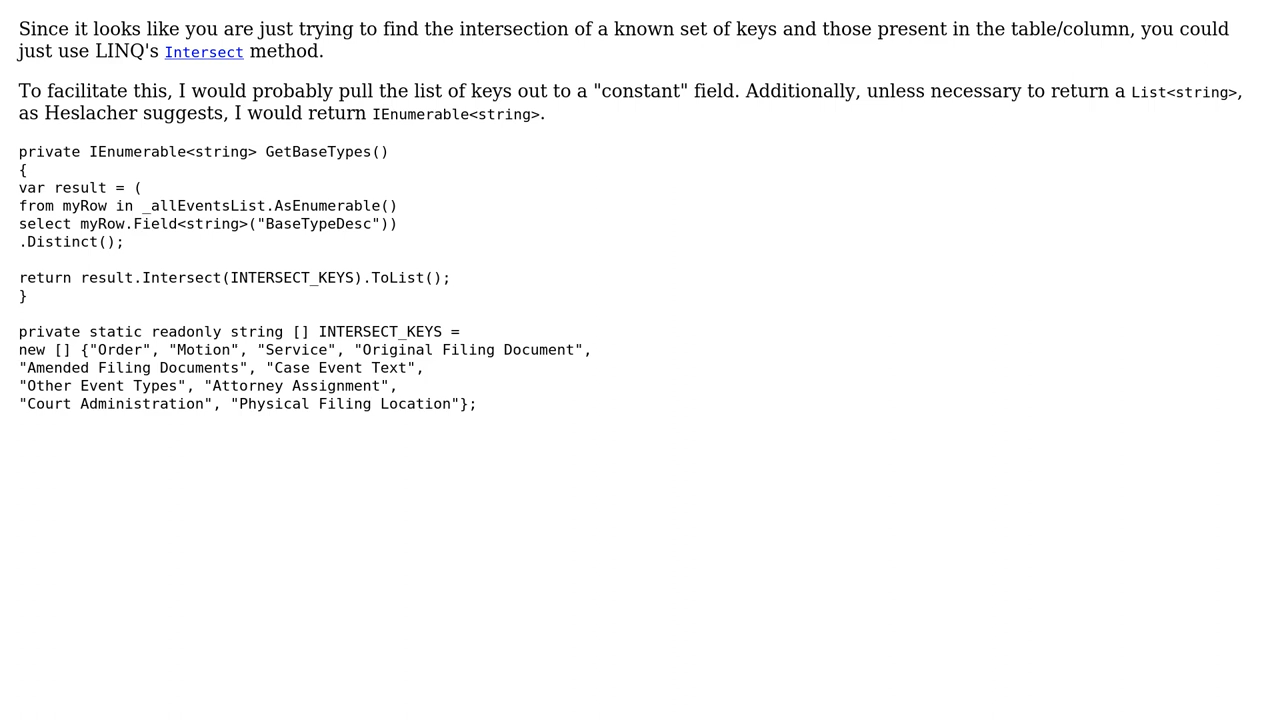 Since it looks like you are just trying to find the intersection of a known set of keys and those present in the table/column, you could
just use LINQ's Intersect method.
To facilitate this, I would probably pull the list of keys out to a "constant" field. Additionally, unless necessary to return a List<string>,
as Heslacher suggests, I would return IEnumerable<string>.
private IEnumerable<string> GetBaseTypes()
{
var result = (
from myRow in _allEventsList.AsEnumerable()
select myRow.Field<string>("BaseTypeDesc"))
.Distinct();
return result.Intersect(INTERSECT_KEYS).ToList();
}
private static readonly string [] INTERSECT_KEYS =
new [] {"Order", "Motion", "Service", "Original Filing Document",
"Amended Filing Documents", "Case Event Text",
"Other Event Types", "Attorney Assignment",
"Court Administration", "Physical Filing Location"};